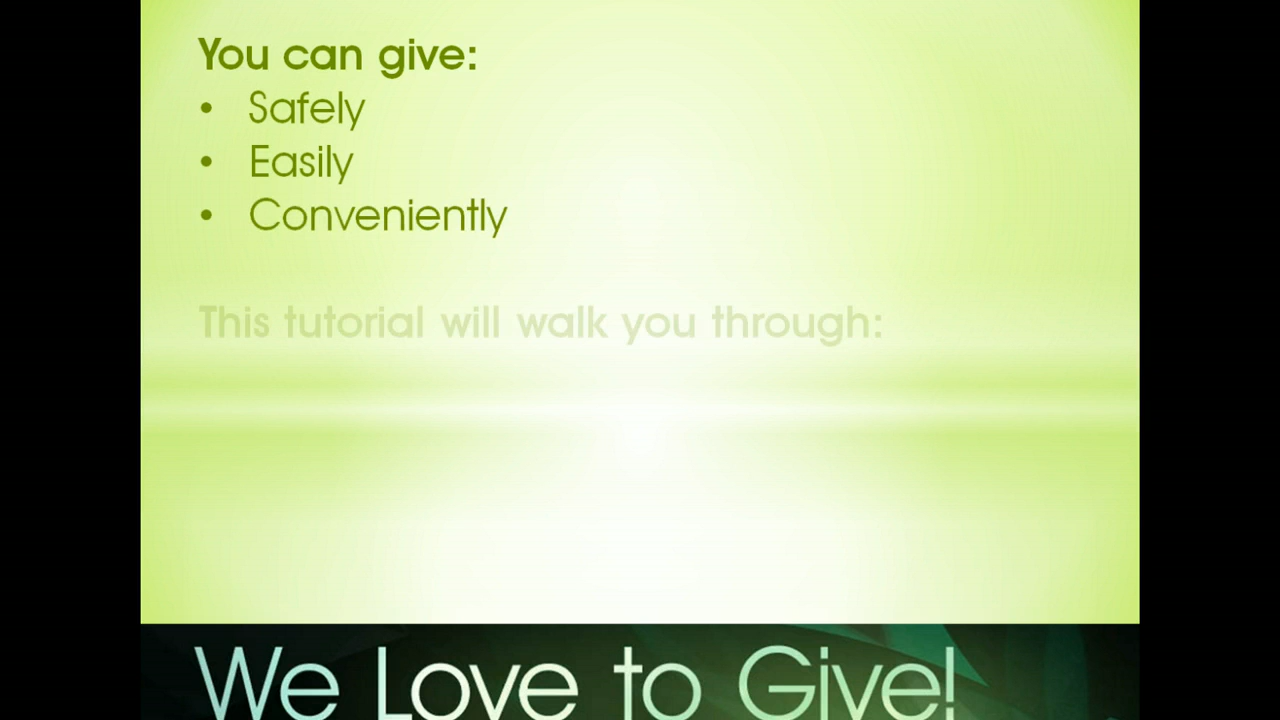 You can give:
• Safely
• Easily
• Conveniently
This tutorial will walk you through:
We Love to Give!